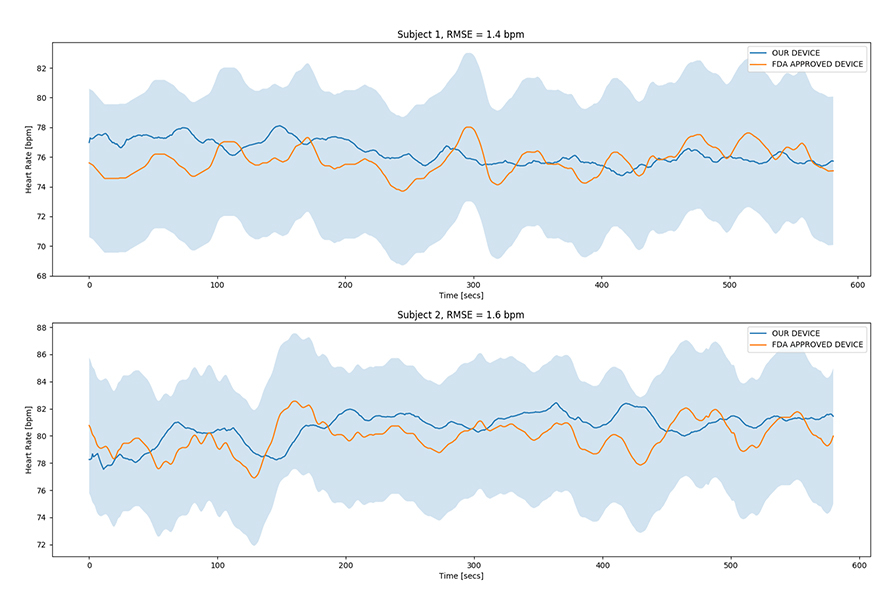 Subject 1, RMSE = 1.4 bpm
OUR DEVICE
FDA APPROVED DEVICE
Heart Rate [bpm]
82
80
78
76
74
72
70
68
0 100 200 300 400 500 600
Time [secs]
Subject 2, RMSE = 1.6 bpm
OUR DEVICE
FDA APPROVED DEVICE
Heart Rate [bpm]
88
86
84
82
80
78
76
74
72
0 100 200 300 400 500 600
Time [secs]